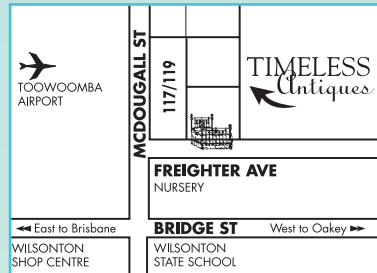 TOOWOOMBA
AIRPORT
MCDOUGALL ST
117/119
TIMELESS
Antiques
FREIGHTER AVE
NURSERY
East to Brisbane
BRIDGE ST
West to Oakey
WILSONTON
SHOP CENTRE
WILSONTON
STATE SCHOOL